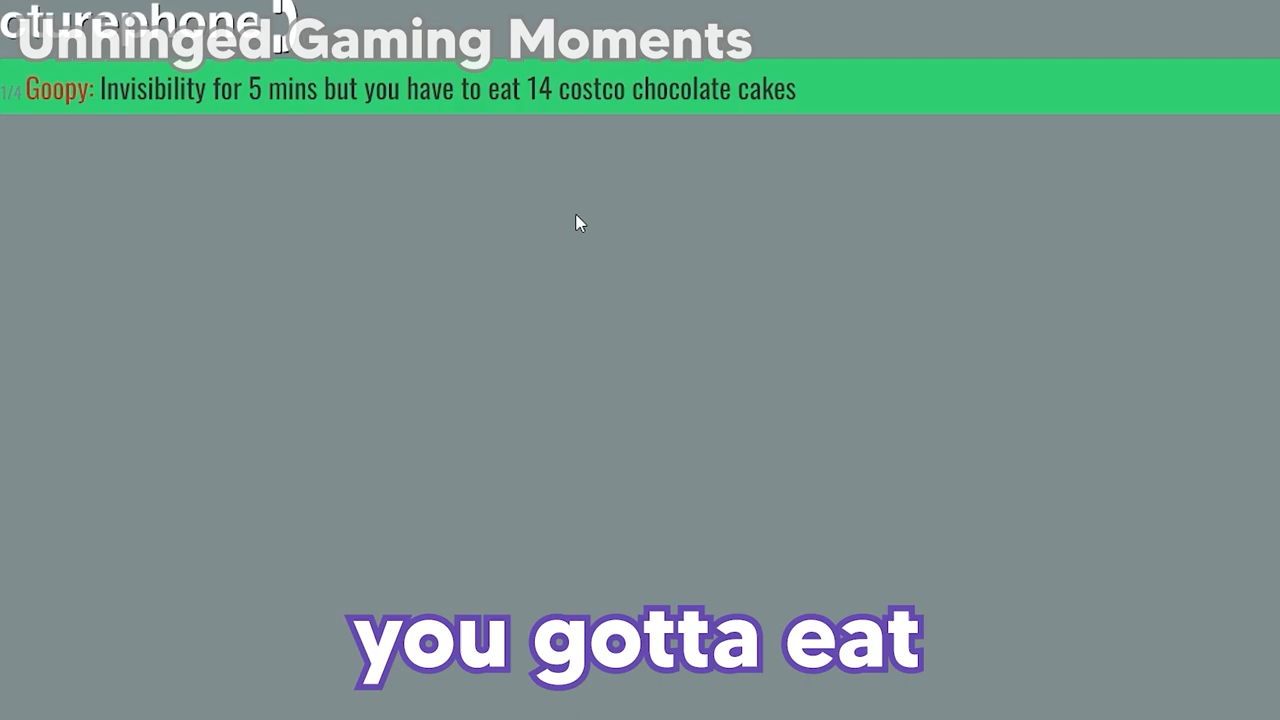 oturephone
Unhinged Gaming Moments
1/4 Goopy: Invisibility for 5 mins but you have to eat 14 costco chocolate cakes
you gotta eat